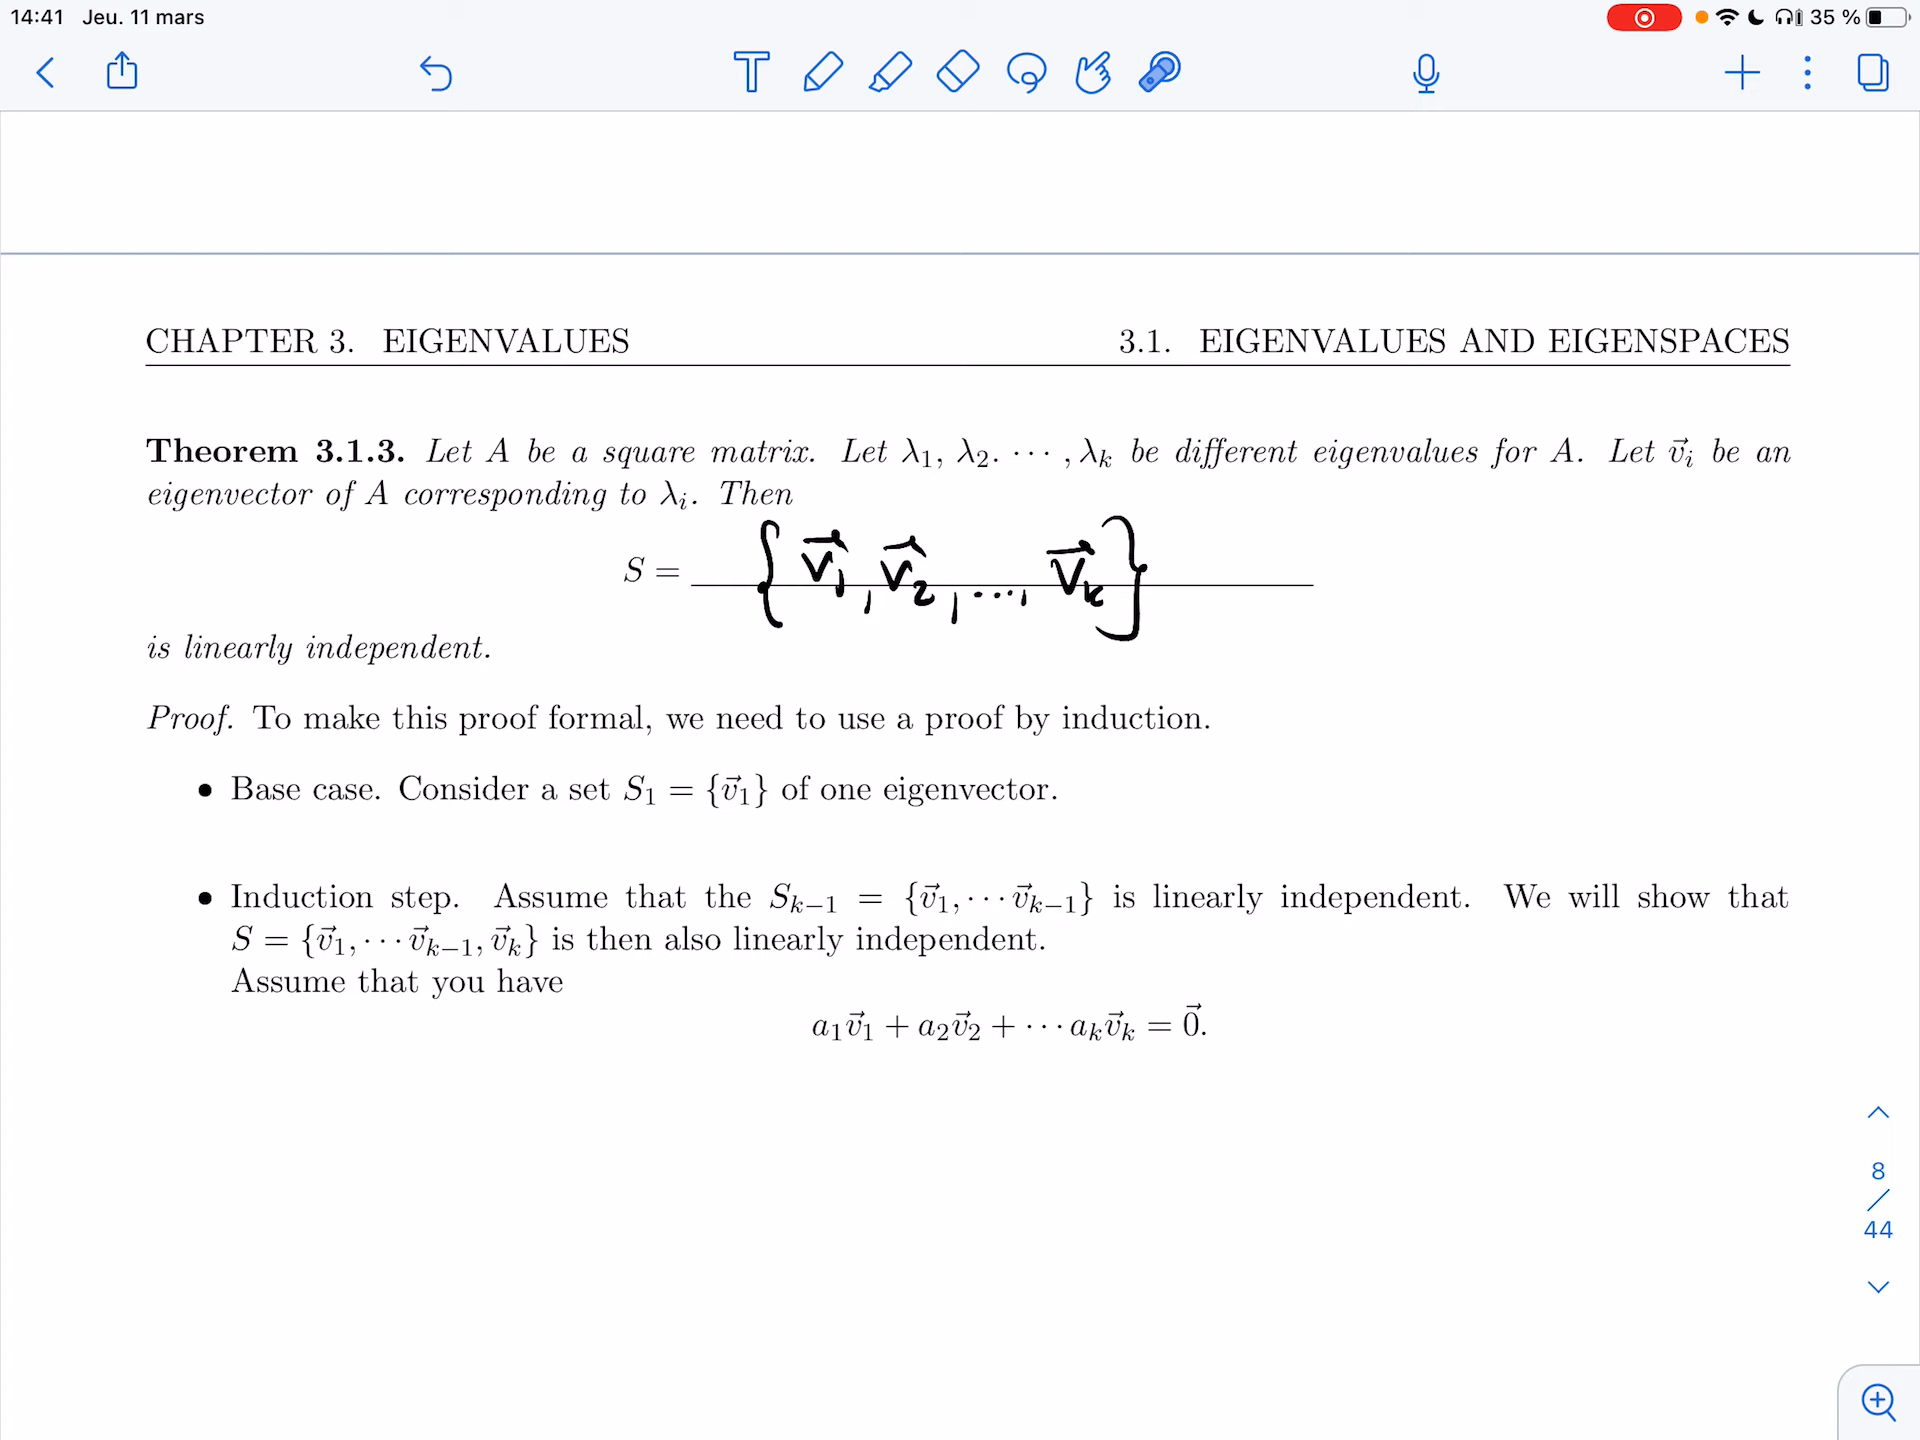 14:41 Jeu. 11 mars 35 %
T
CHAPTER 3. EIGENVALUES 3.1. EIGENVALUES AND EIGENSPACES
Theorem 3.1.3. Let A be a square matrix. Let λ₁, λ₂. ⋯ , λₖ be different eigenvalues for A. Let v⃗ᵢ be an
eigenvector of A corresponding to λᵢ. Then
S = {v⃗₁, v⃗₂, ..., v⃗ₖ}
is linearly independent.
Proof. To make this proof formal, we need to use a proof by induction.
• Base case. Consider a set S₁ = {v⃗₁} of one eigenvector.
• Induction step. Assume that the Sₖ₋₁ = {v⃗₁, ⋯ v⃗ₖ₋₁} is linearly independent. We will show that
S = {v⃗₁, ⋯ v⃗ₖ₋₁, v⃗ₖ} is then also linearly independent.
Assume that you have
a₁v⃗₁ + a₂v⃗₂ + ⋯ aₖv⃗ₖ = 0⃗.
8
/
44